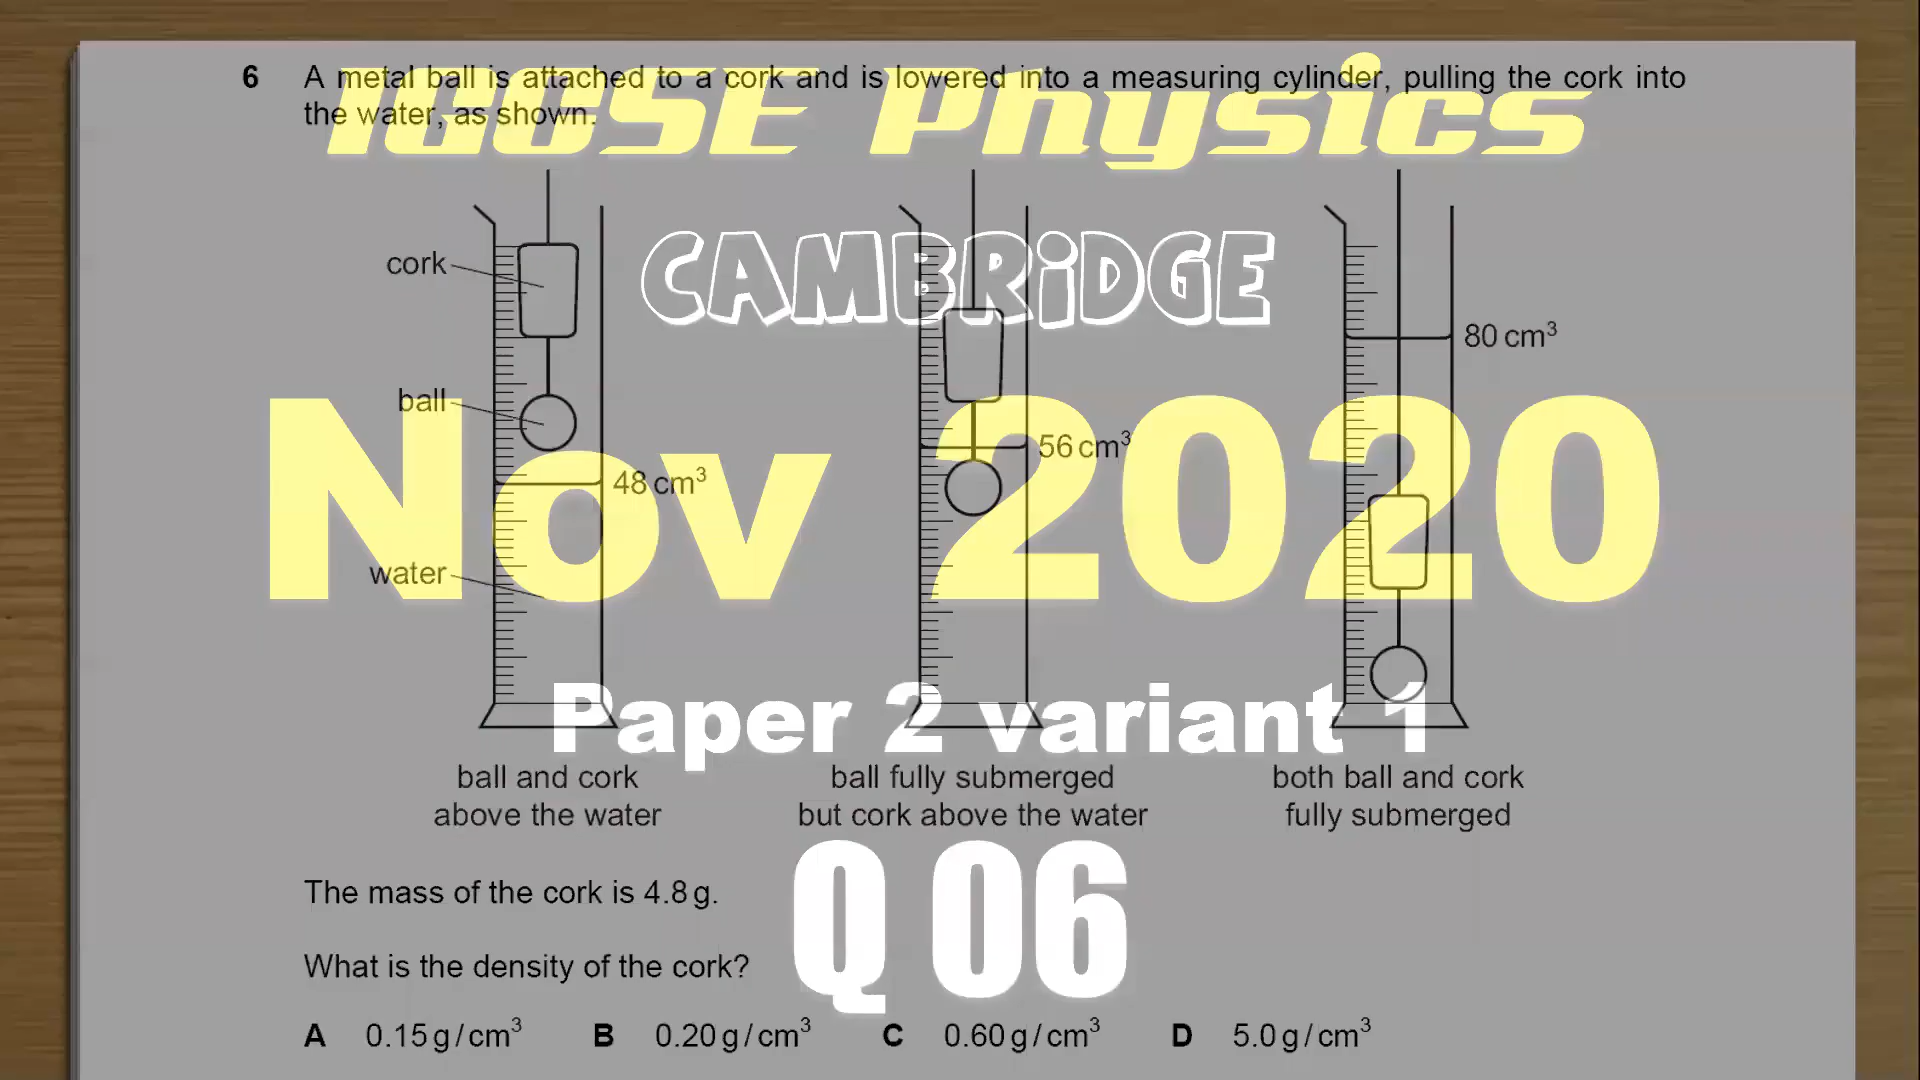 6 A metal ball is attached to a cork and is lowered into a measuring cylinder, pulling the cork into
the water, as shown.
IGCSE Physics
CAMBRIDGE
Nov 2020
Paper 2 variant 1
Q 06
cork
ball
water
48 cm³
56 cm³
80 cm³
ball and cork
above the water
ball fully submerged
but cork above the water
both ball and cork
fully submerged
The mass of the cork is 4.8 g.
What is the density of the cork?
A 0.15 g/cm³ B 0.20 g/cm³ C 0.60 g/cm³ D 5.0 g/cm³